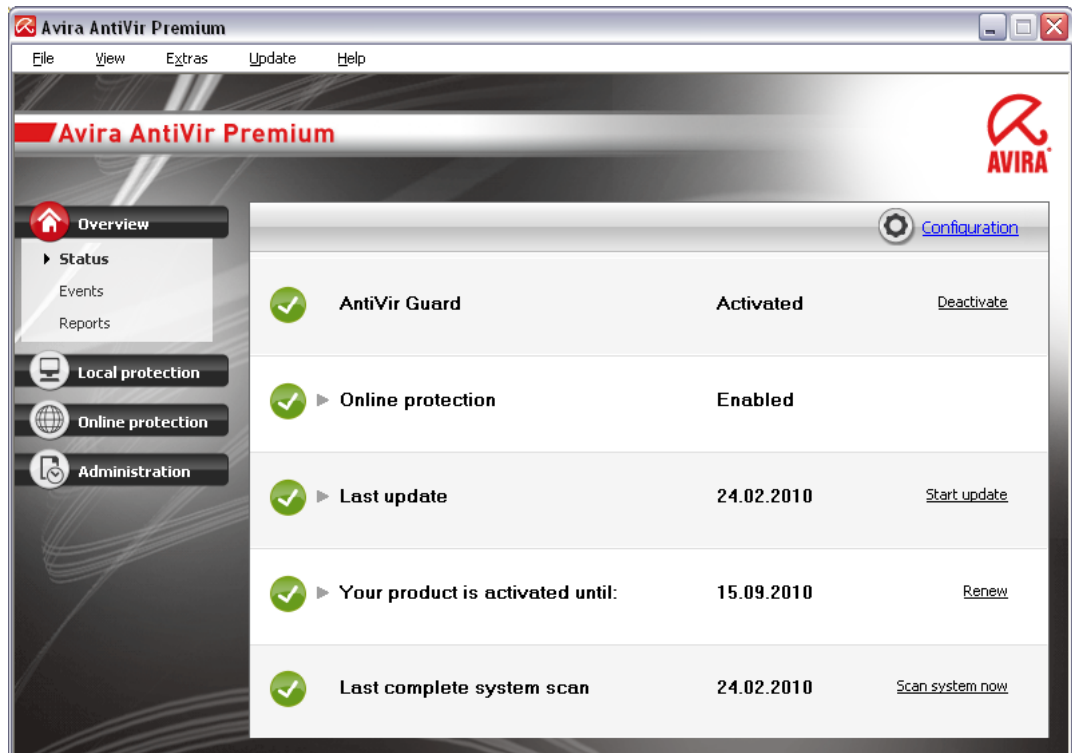 Avira AntiVir Premium
File View Extras Update Help
Avira AntiVir Premium
AVIRA
Overview
Status
Events
Reports
Local protection
Online protection
Administration
Configuration
AntiVir Guard Activated Deactivate
Online protection Enabled
Last update 24.02.2010 Start update
Your product is activated until: 15.09.2010 Renew
Last complete system scan 24.02.2010 Scan system now